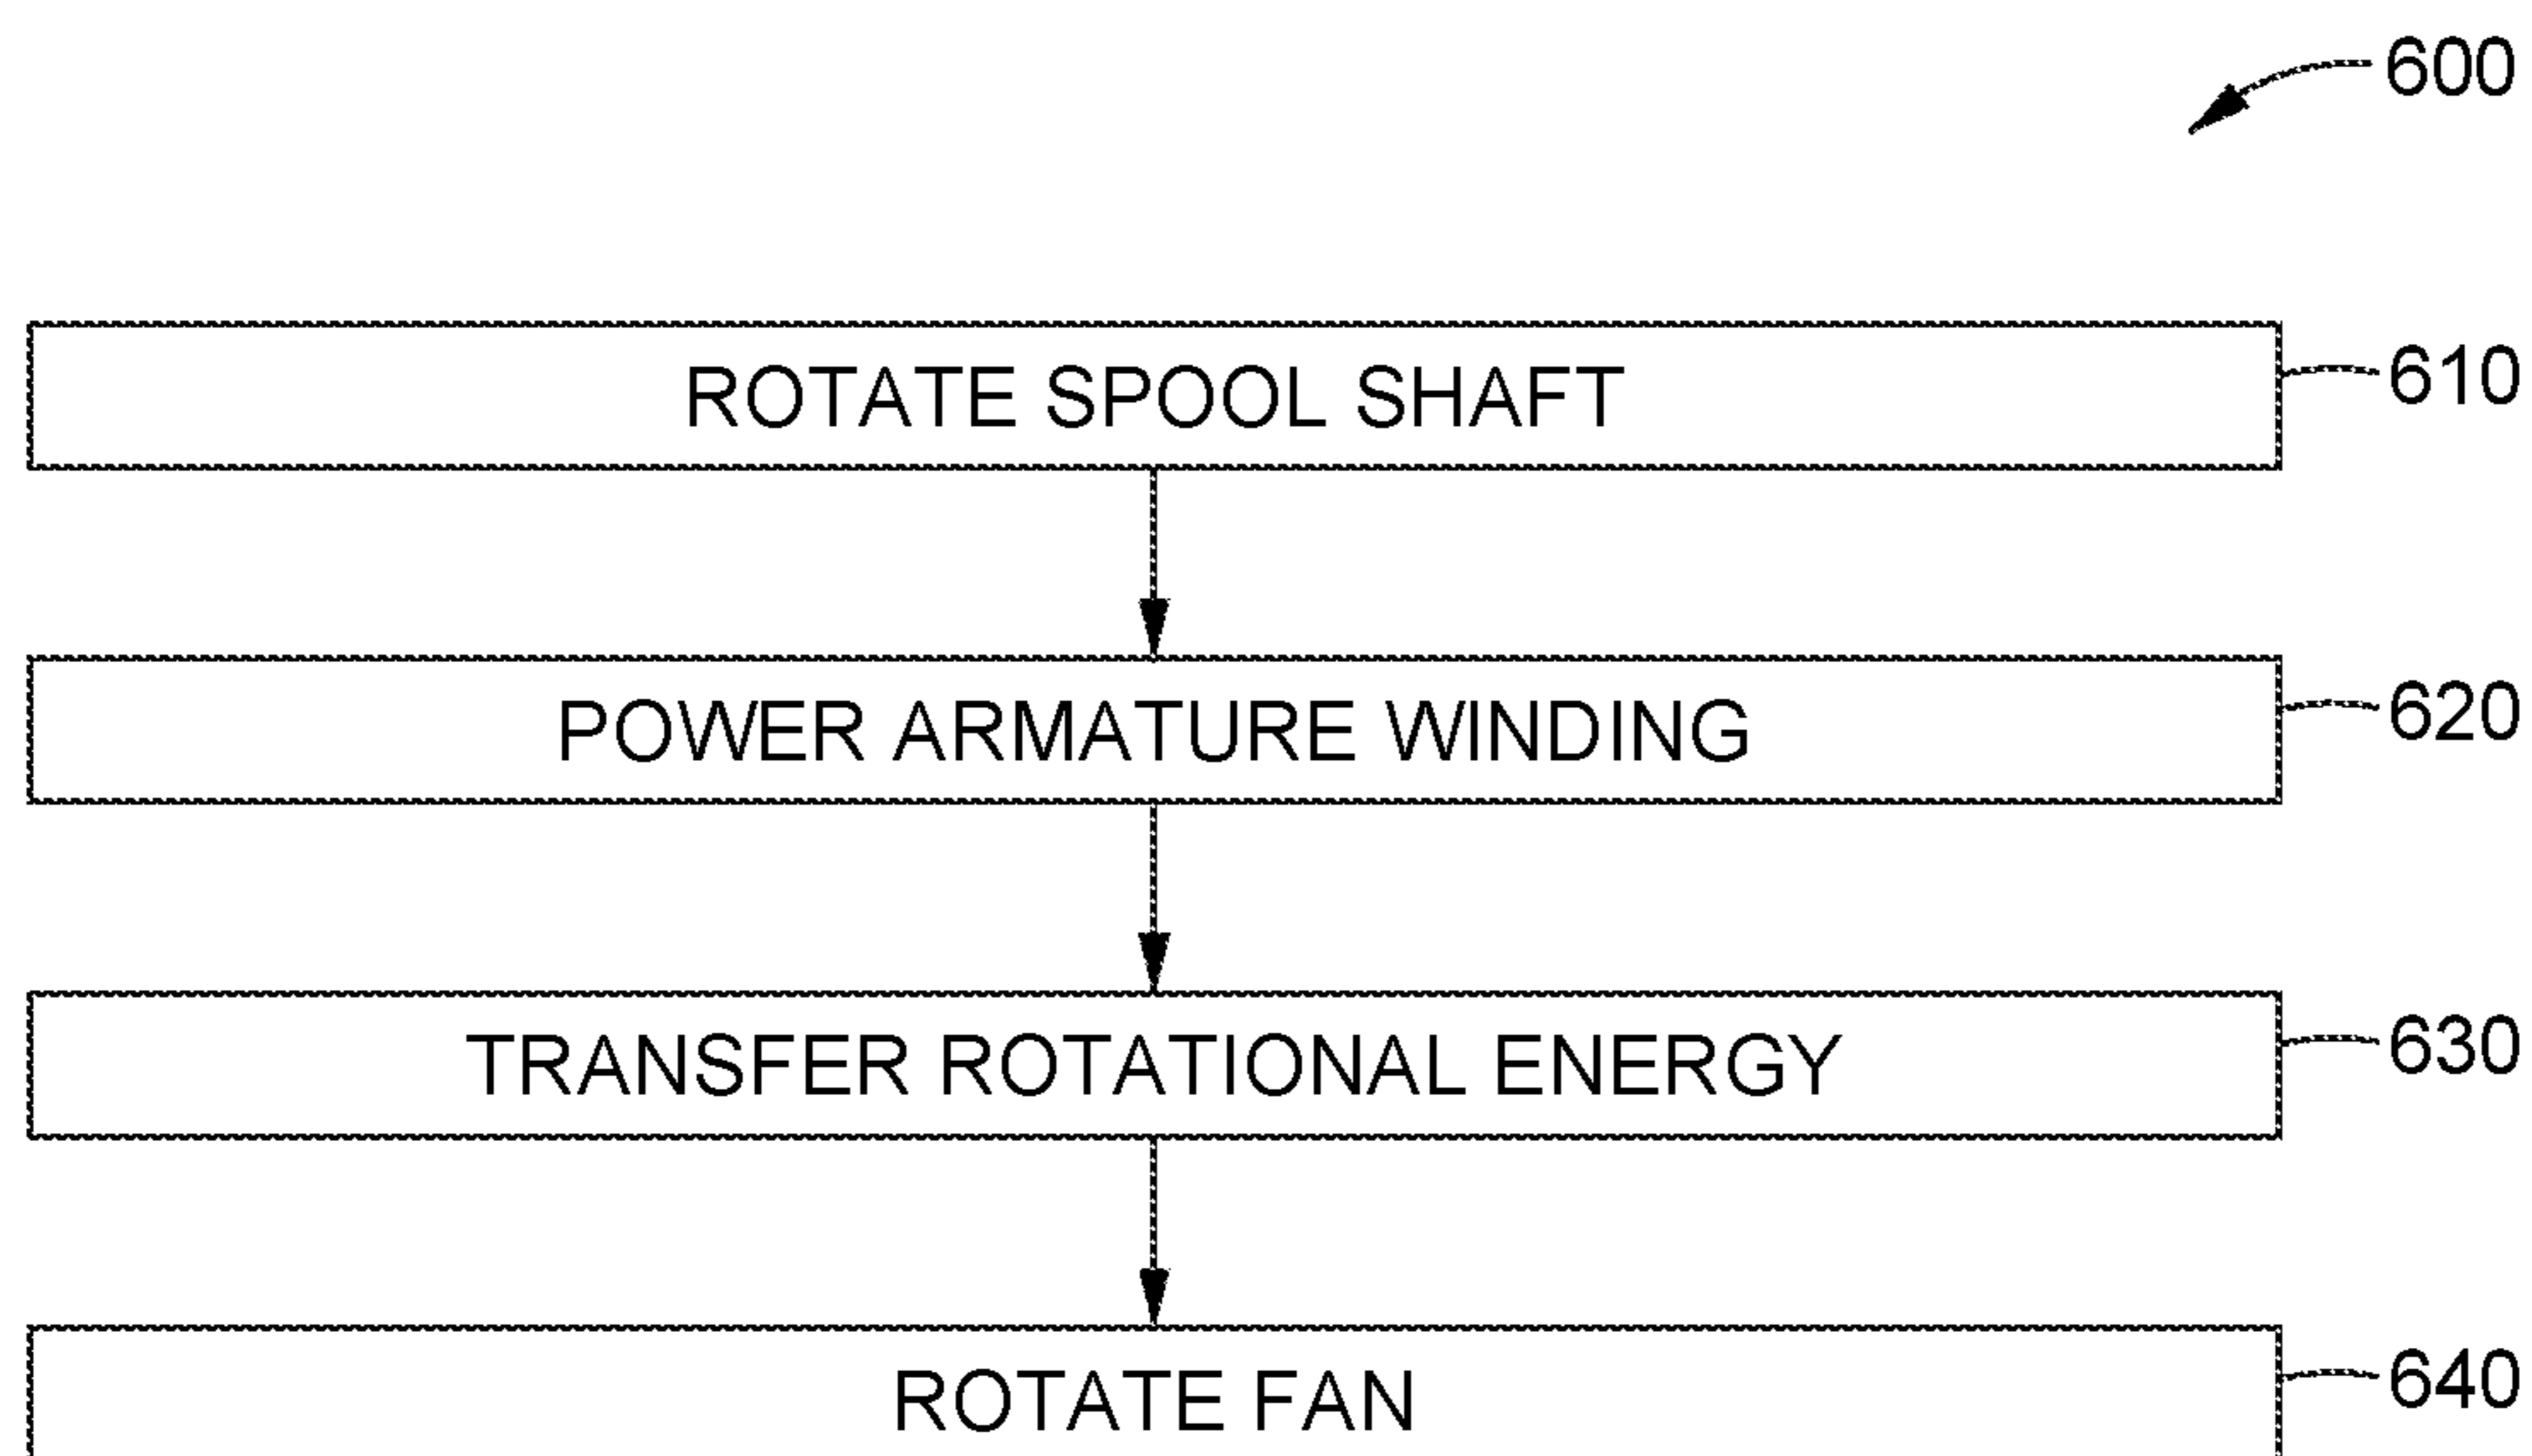 600
ROTATE SPOOL SHAFT 610
POWER ARMATURE WINDING 620
TRANSFER ROTATIONAL ENERGY 630
ROTATE FAN 640